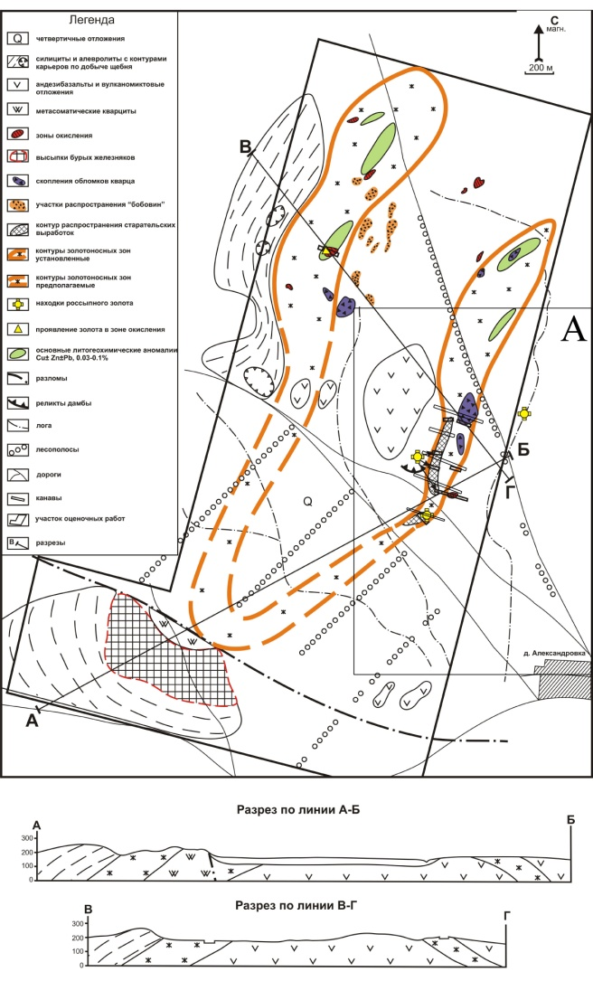 Легенда
Q четвертичные отложения
силициты и алевролиты с контурами
карьеров по добыче щебня
андезибазальты и вулканомиктовые
отложения
метасоматические кварциты
зоны окисления
высыпки бурых железняков
скопления обломков кварца
участки распространения “бобовин”
контур распространения старательских
выработок
контуры золотоносных зон
установленные
контуры золотоносных зон
предполагаемые
находки россыпного золота
проявление золота в зоне окисления
основные литогеохимические аномалии
Cu± Zn±Pb, 0.03-0.1%
разломы
реликты дамбы
лога
лесополосы
дороги
канавы
участок оценочных работ
В разрезы
С
магн.
200 м
В
А
Б
Г
Q
д. Александровка
А
Разрез по линии А-Б
А
Б
300
200
100
0
Разрез по линии В-Г
В
Г
300
200
100
0